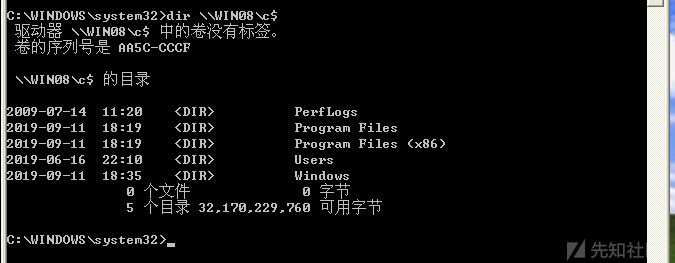 C:\WINDOWS\system32>dir \\WIN08\c$
驱动器 \\WIN08\c$ 中的卷没有标签。
卷的序列号是 AA5C-CCCF
\\WIN08\c$ 的目录
2009-07-14  11:20    <DIR>          PerfLogs
2019-09-11  18:19    <DIR>          Program Files
2019-09-11  18:19    <DIR>          Program Files (x86)
2019-06-16  22:10    <DIR>          Users
2019-09-11  18:35    <DIR>          Windows
0 个文件              0 字节
5 个目录 32,170,229,760 可用字节
C:\WINDOWS\system32>
先知社